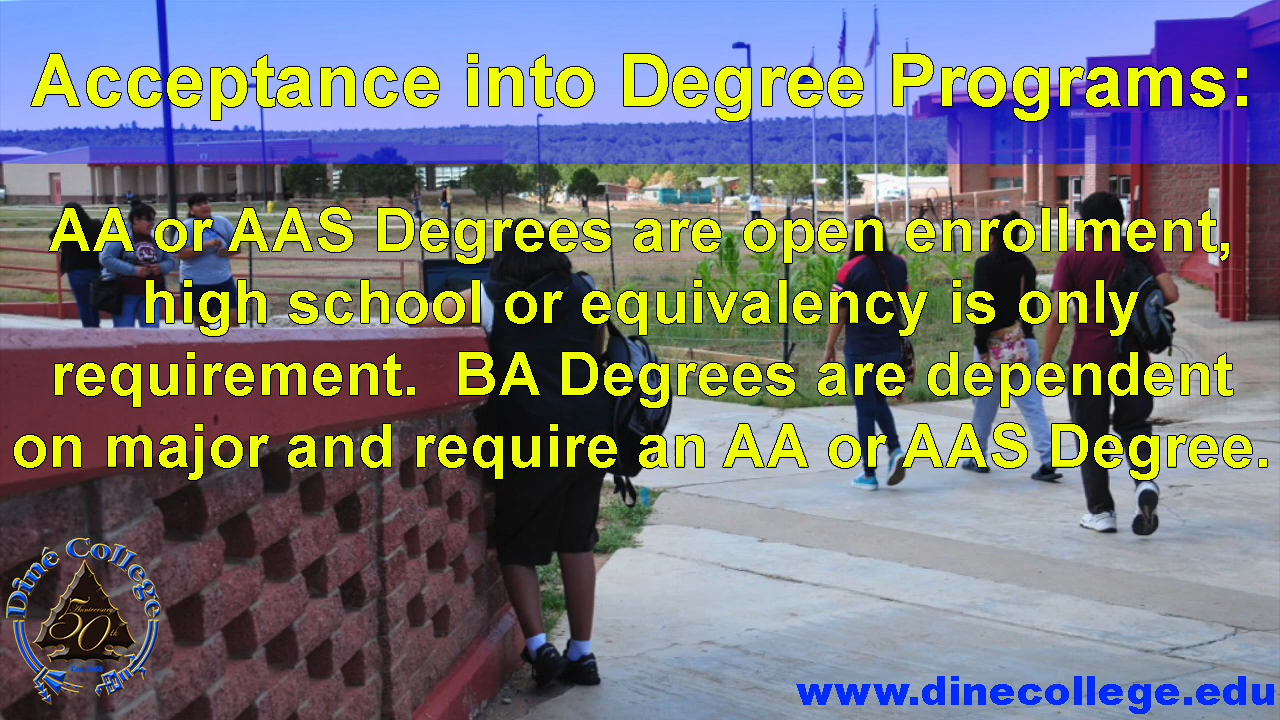 Acceptance into Degree Programs:
AA or AAS Degrees are open enrollment,
high school or equivalency is only
requirement.  BA Degrees are dependent
on major and require an AA or AAS Degree.
Diné College
Anniversary
50th
www.dinecollege.edu